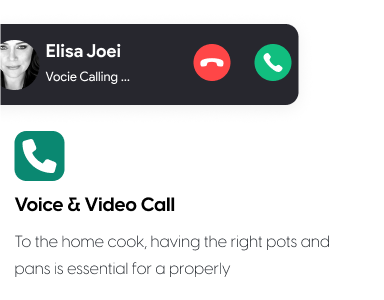 Elisa Joei
Vocie Calling ...
Voice & Video Call
To the home cook, having the right pots and
pans is essential for a properly